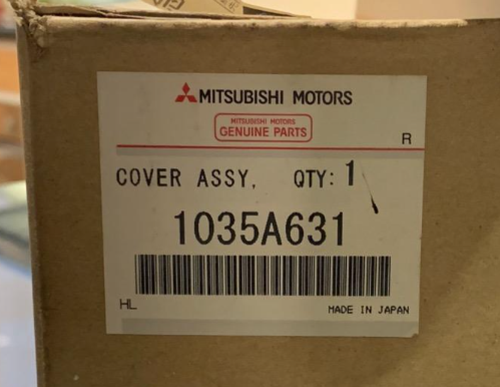 MITSUBISHI MOTORS
MITSUBISHI MOTORS
GENUINE PARTS
R
COVER ASSY, QTY: 1
1035A631
HL
MADE IN JAPAN